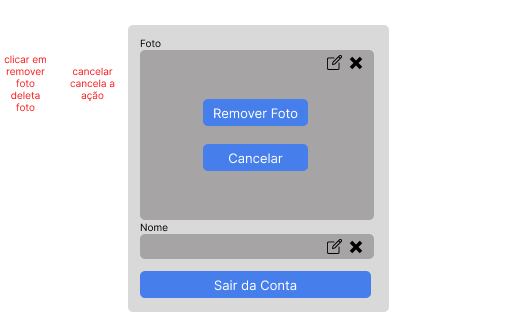 clicar em
remover
foto
deleta
foto
cancelar
cancela a
ação
Foto
Remover Foto
Cancelar
Nome
Sair da Conta